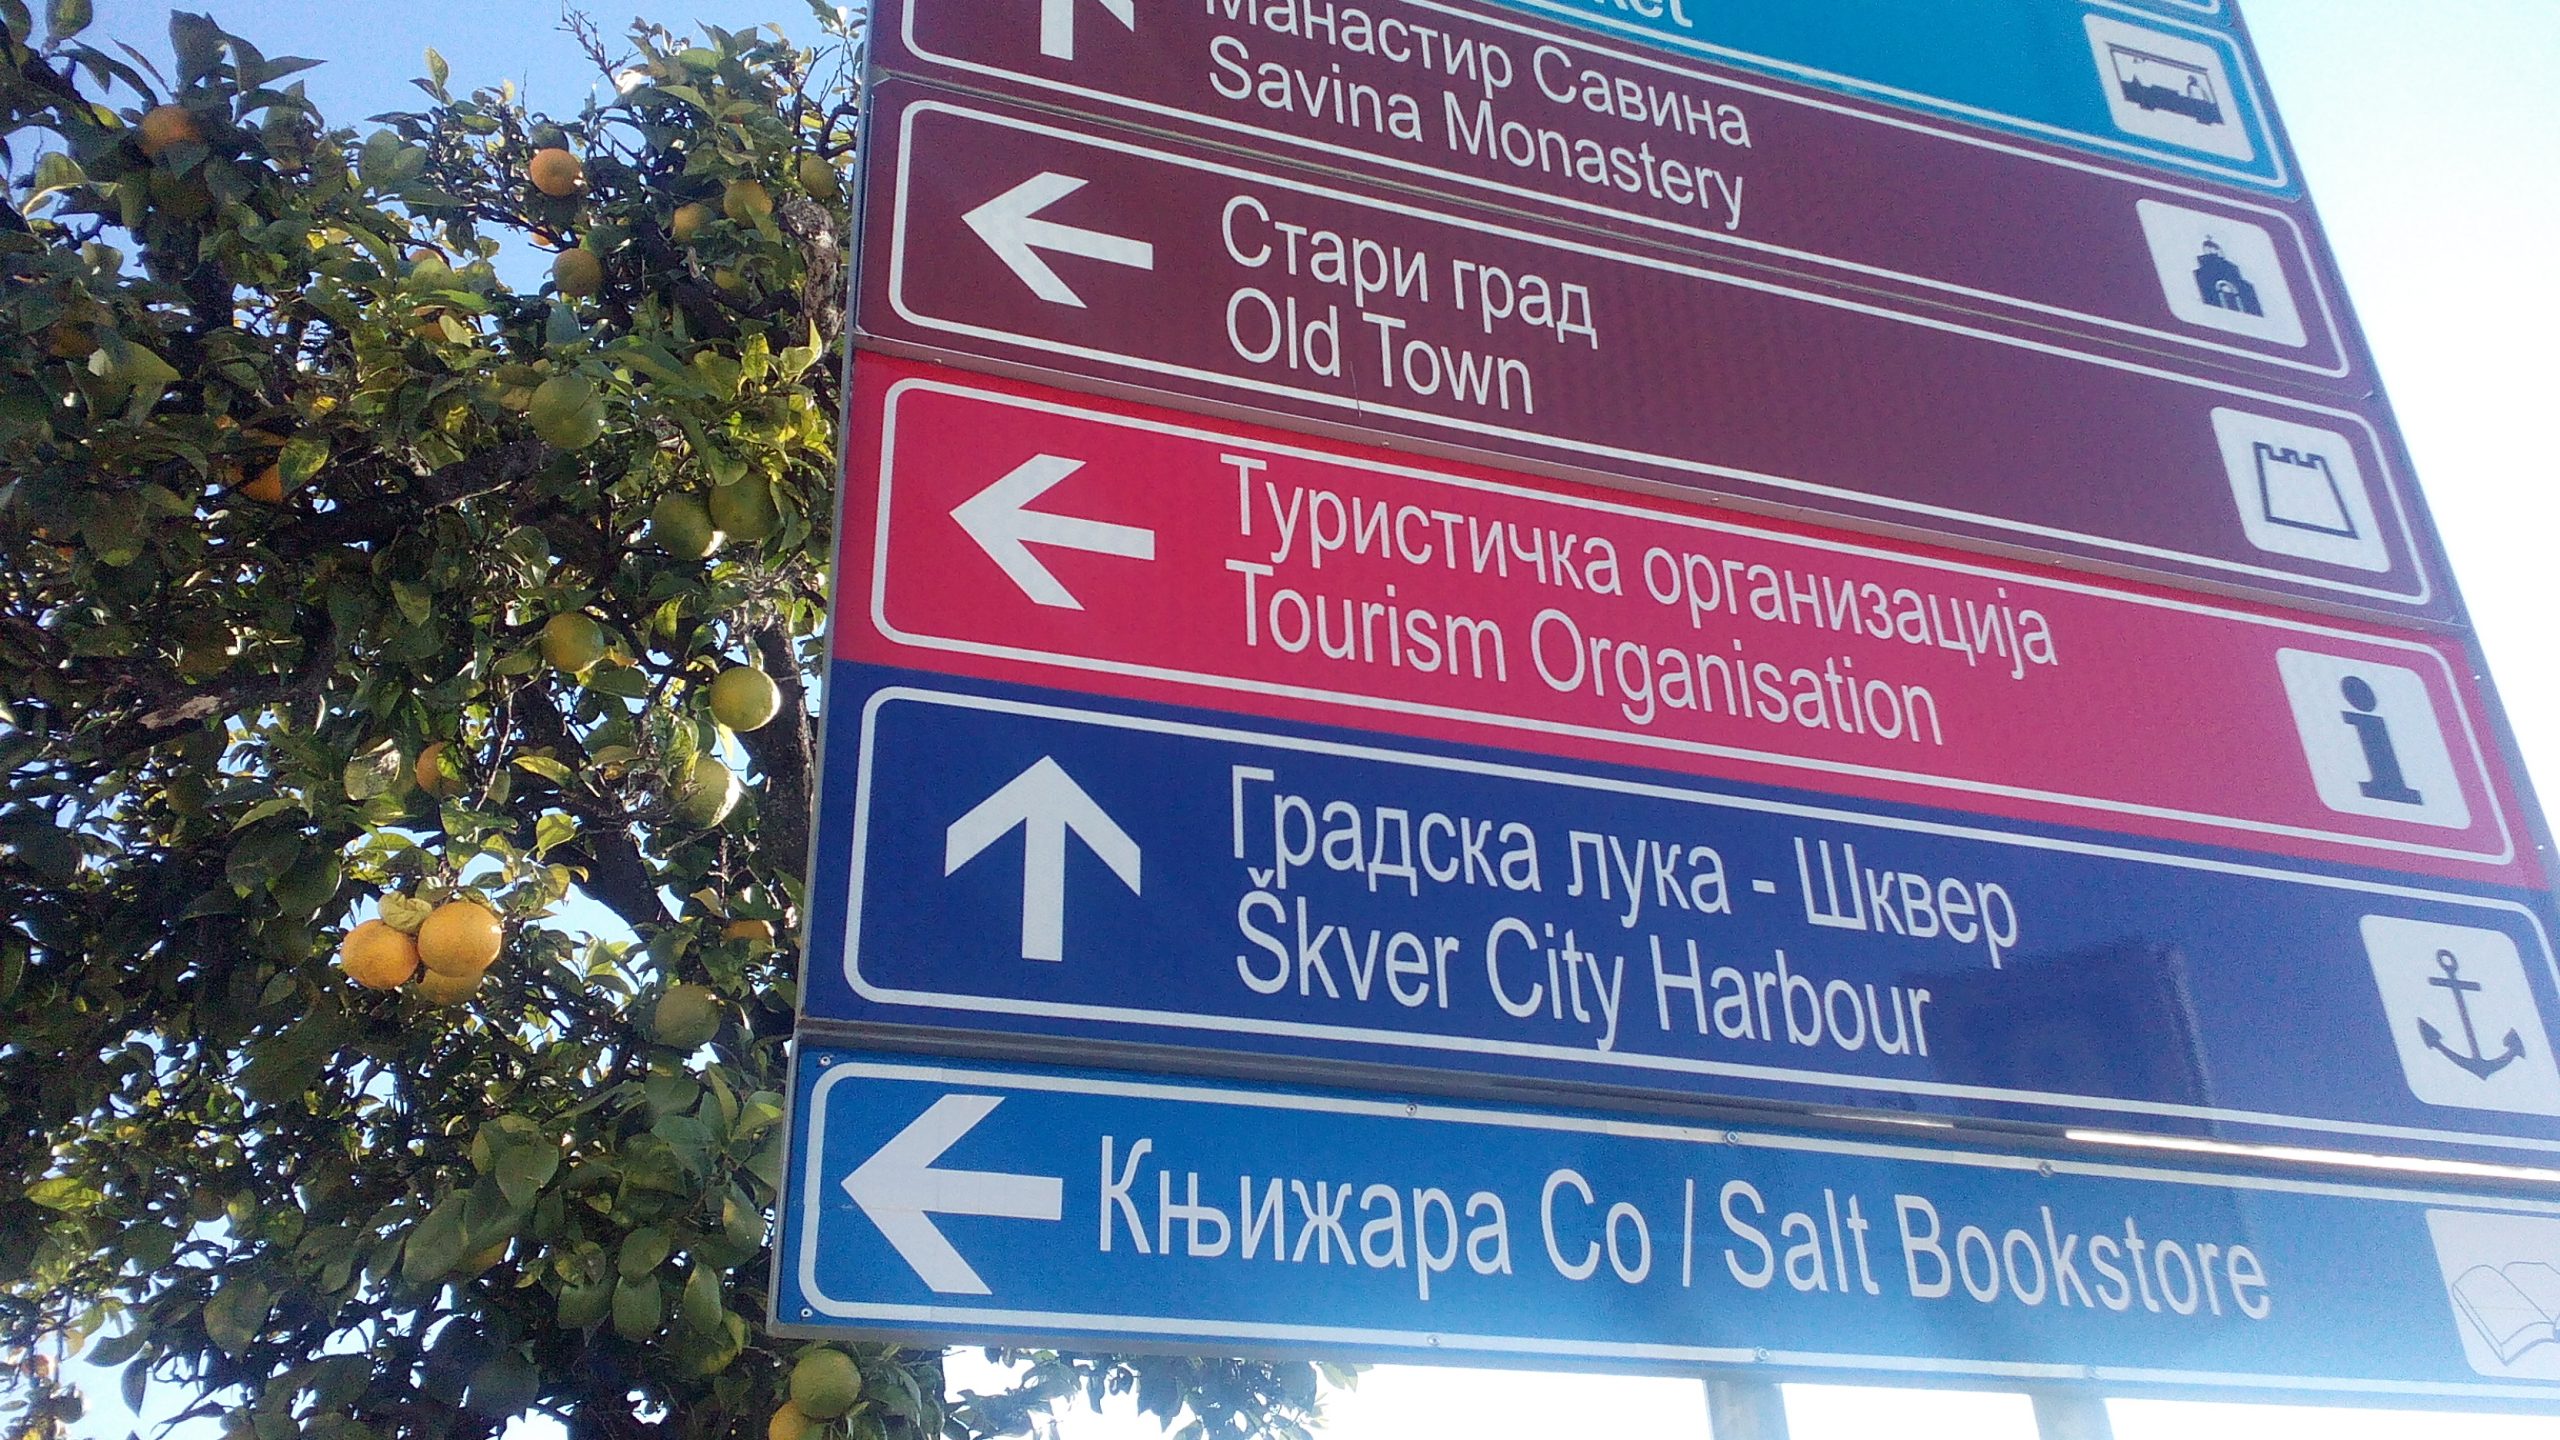 Манастир Савина
Savina Monastery
Стари град
Old Town
Туристичка организација
Tourism Organisation
Градска лука - Шквер
Škver City Harbour
Књижара Со / Salt Bookstore